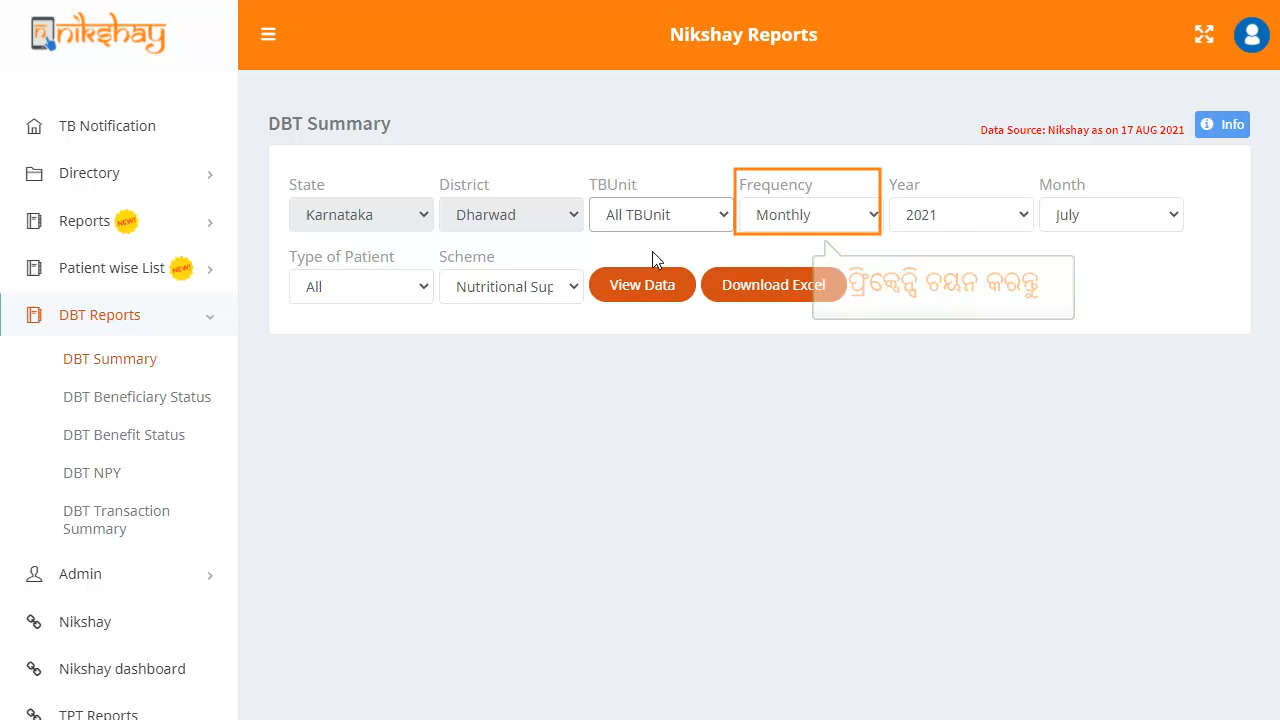 nikshay
Nikshay Reports
TB Notification
Directory
Reports NEW!
Patient wise List NEW!
DBT Reports
DBT Summary
DBT Beneficiary Status
DBT Benefit Status
DBT NPY
DBT Transaction
Summary
Admin
Nikshay
Nikshay dashboard
TPT Reports
DBT Summary
Data Source: Nikshay as on 17 AUG 2021
Info
State District TBUnit Frequency Year Month
Karnataka Dharwad All TBUnit Monthly 2021 July
Type of Patient Scheme
All Nutritional Sup View Data Download Excel
ଫ୍ରିକ୍ୱେନ୍ସି ଚୟନ କରନ୍ତୁ